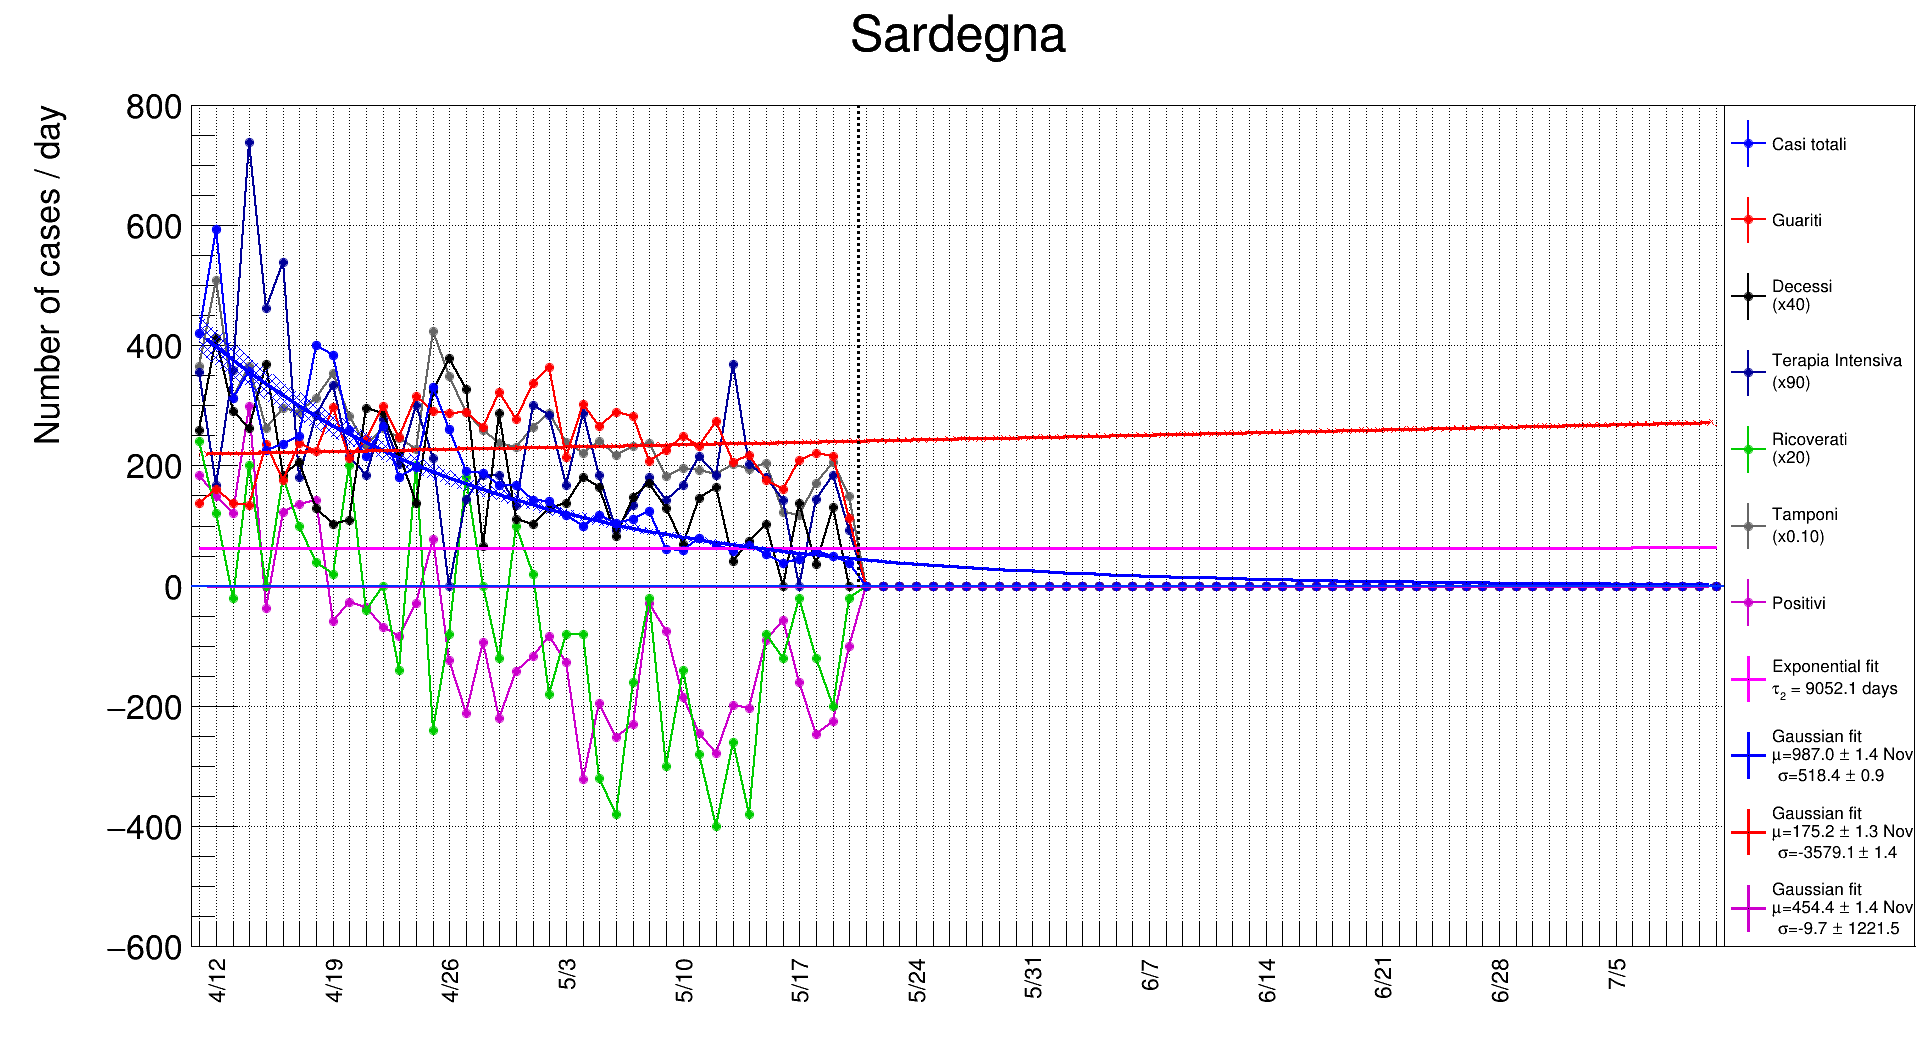 Sardegna
Number of cases / day
800
600
400
200
0
−200
−400
−600
4/12
4/19
4/26
5/3
5/10
5/17
5/24
5/31
6/7
6/14
6/21
6/28
7/5
Casi totali
Guariti
Decessi
(x40)
Terapia Intensiva
(x90)
Ricoverati
(x20)
Tamponi
(x0.10)
Positivi
Exponential fit
τ2 = 9052.1 days
Gaussian fit
μ=987.0 ± 1.4 Nov
σ=518.4 ± 0.9
Gaussian fit
μ=175.2 ± 1.3 Nov
σ=-3579.1 ± 1.4
Gaussian fit
μ=454.4 ± 1.4 Nov
σ=-9.7 ± 1221.5